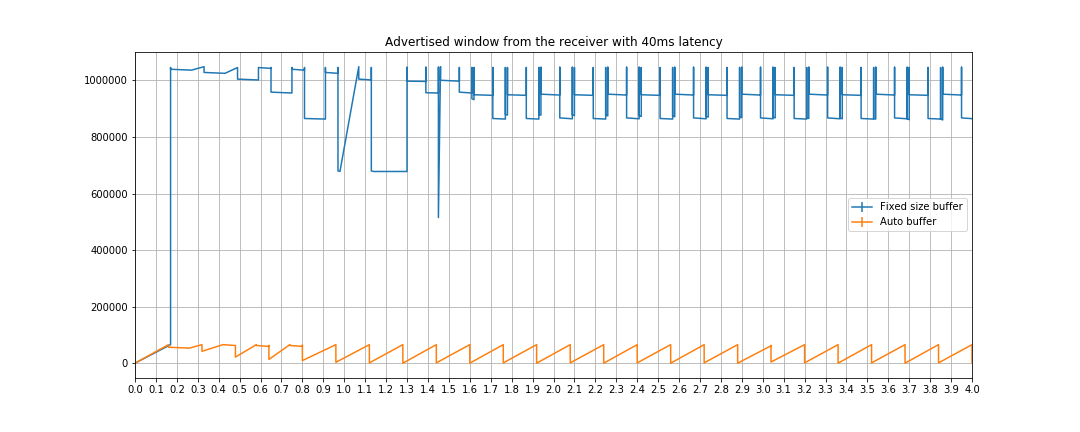 Advertised window from the receiver with 40ms latency
1000000
800000
600000
400000
200000
0
Fixed size buffer
Auto buffer
0.0 0.1 0.2 0.3 0.4 0.5 0.6 0.7 0.8 0.9 1.0 1.1 1.2 1.3 1.4 1.5 1.6 1.7 1.8 1.9 2.0 2.1 2.2 2.3 2.4 2.5 2.6 2.7 2.8 2.9 3.0 3.1 3.2 3.3 3.4 3.5 3.6 3.7 3.8 3.9 4.0